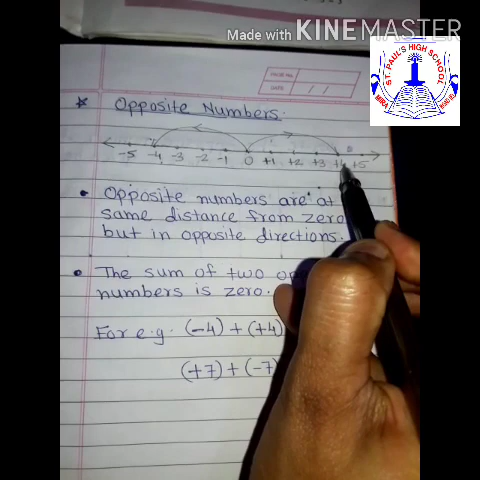 Made with KINEMASTER
ST. PAUL'S HIGH SCHOOL
PAGE No.
DATE / /
* Opposite Numbers.
-5 -4 -3 -2 -1 0 +1 +2 +3 +4 +5
• Opposite numbers are at
same distance from zero
but in opposite directions.
• The sum of two op
numbers is zero.
For e.g. (-4) + (+4)
(+7) + (-7)